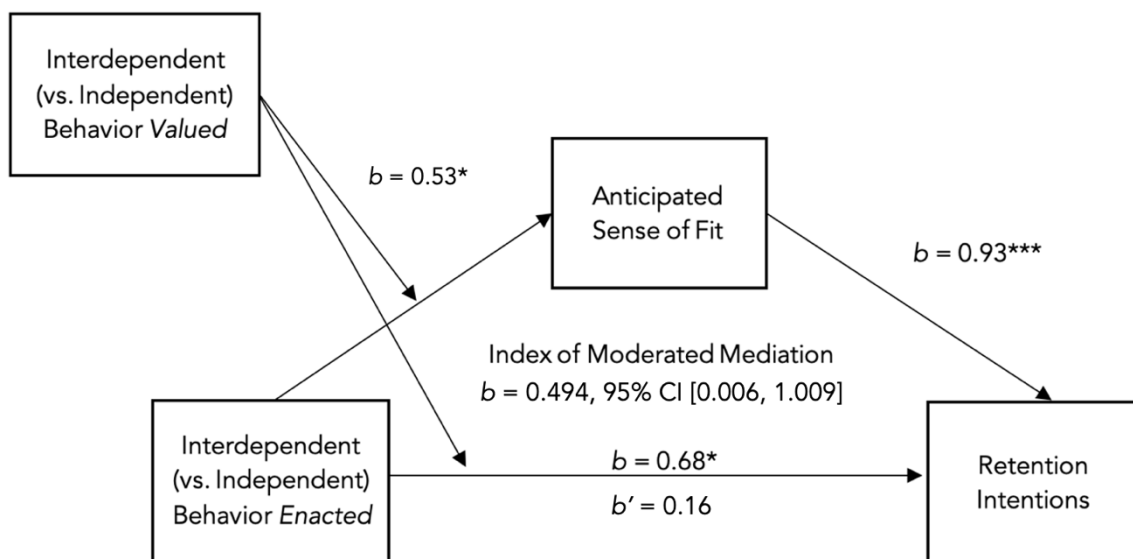 Interdependent
(vs. Independent)
Behavior Valued
b = 0.53*
Anticipated
Sense of Fit
b = 0.93***
Index of Moderated Mediation
b = 0.494, 95% CI [0.006, 1.009]
Interdependent
(vs. Independent)
Behavior Enacted
b = 0.68*
b’ = 0.16
Retention
Intentions